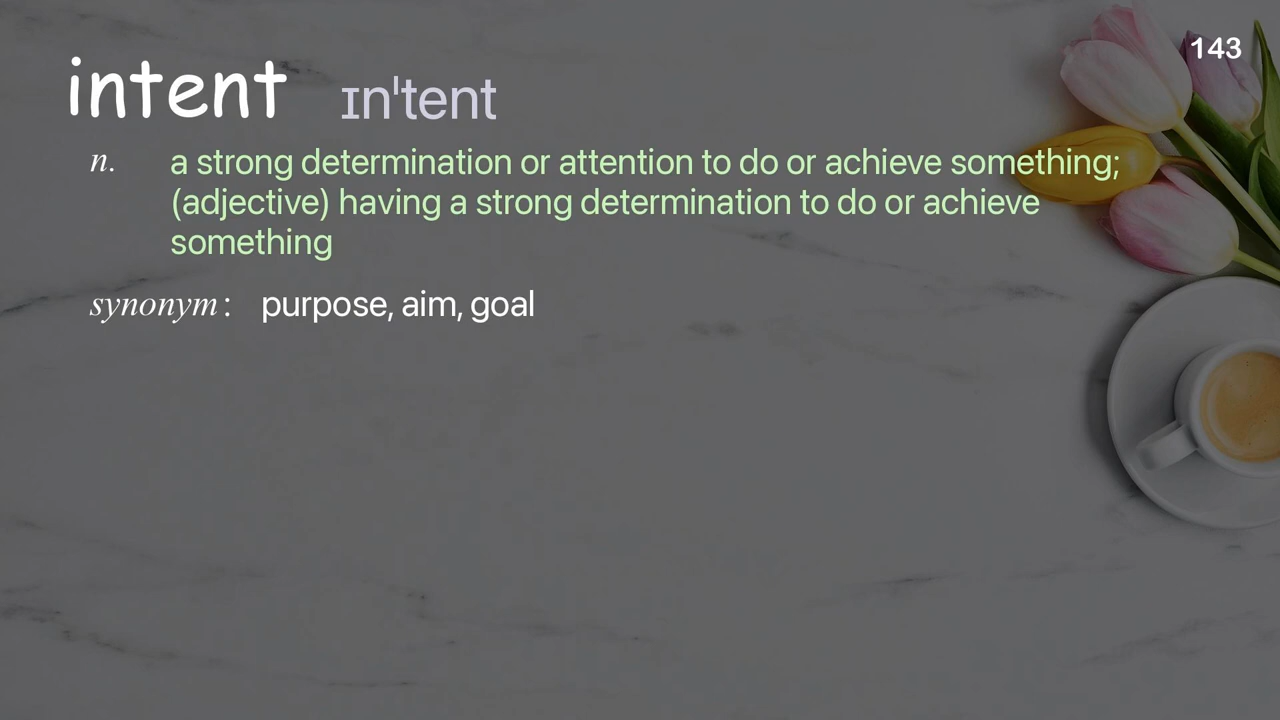 143
intent ɪn'tent
n. a strong determination or attention to do or achieve something;
(adjective) having a strong determination to do or achieve
something
synonym: purpose, aim, goal